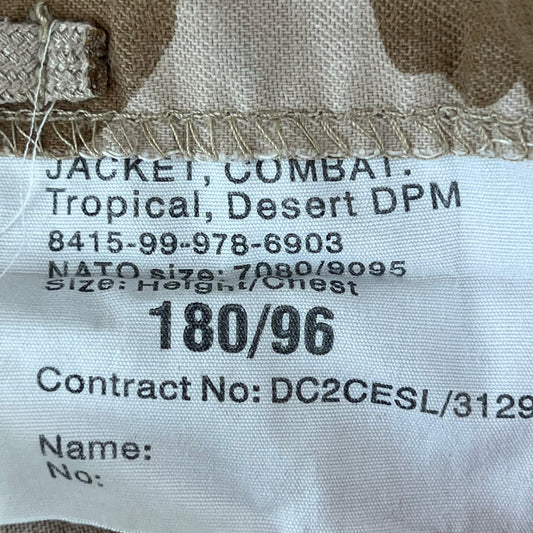 JACKET, COMBAT.
Tropical, Desert DPM
8415-99-978-6903
NATO size: 7080/9095
Size: Height/Chest
180/96
Contract No: DC2CESL/3129
Name:
No: